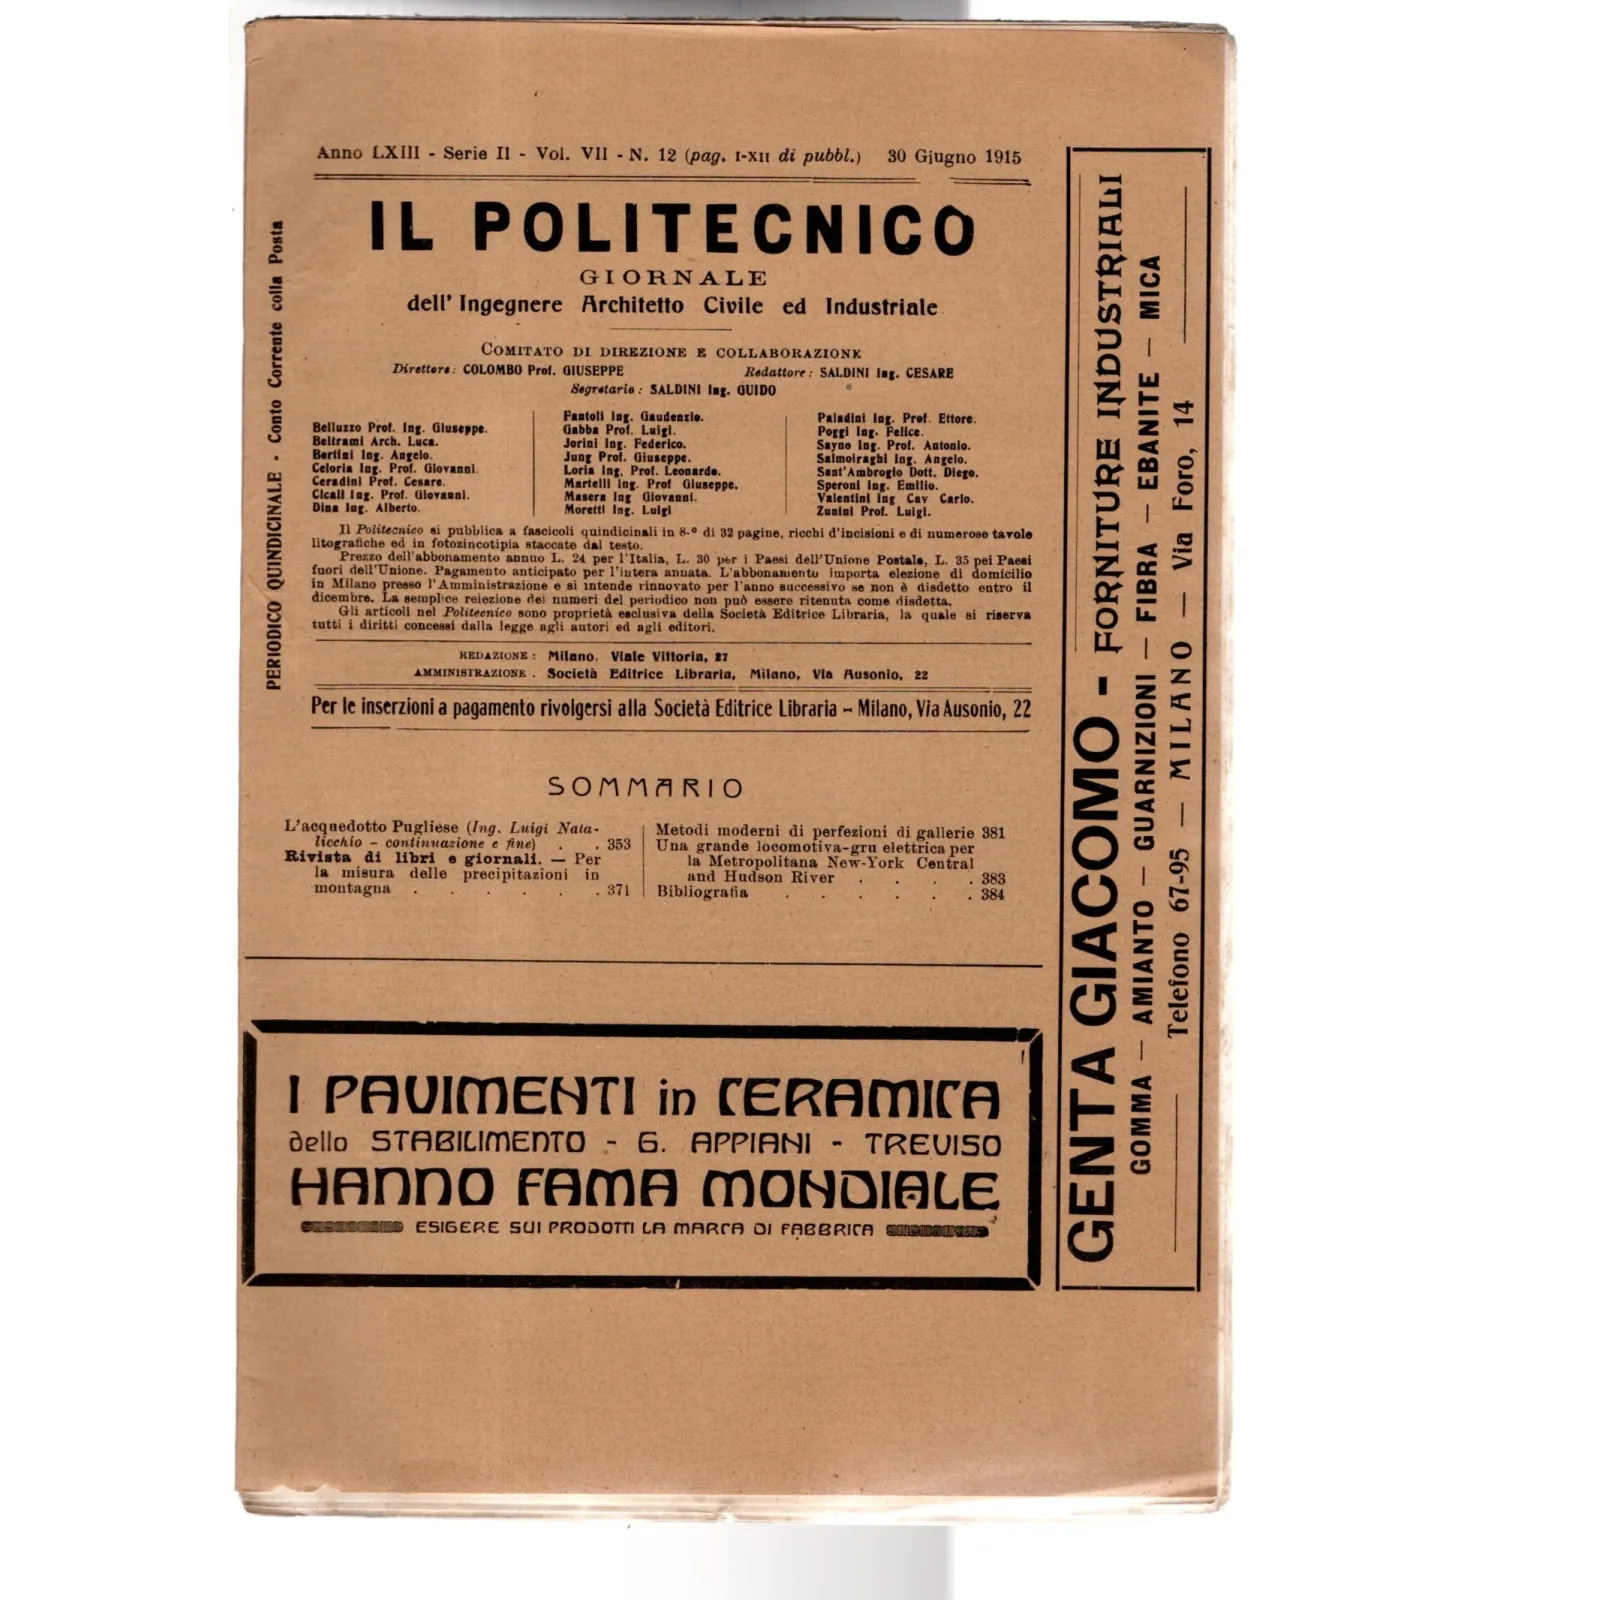 Anno LXIII - Serie II - Vol. VII - N. 12 (pag. I-XII di pubbl.) 30 Giugno 1915
IL POLITECNICO
GIORNALE
dell' Ingegnere Architetto Civile ed Industriale
COMITATO DI DIREZIONE E COLLABORAZIONE
Direttore: COLOMBO Prof. GIUSEPPE Redattore: SALDINI Ing. CESARE
Segretario: SALDINI Ing. GUIDO
Belluzzo Prof. Ing. Giuseppe.
Beltrami Arch. Luca.
Bertini Ing. Angelo.
Celoria Ing. Prof. Giovanni.
Ceradini Prof. Cesare.
Cicali Ing. Prof. Giovanni.
Dina Ing. Alberto.
Fantoli Ing. Gaudenzio.
Gabba Prof. Luigi.
Jorini Ing. Federico.
Jung Prof. Giuseppe.
Loria Ing. Prof. Leonardo.
Martelli Ing. Prof Giuseppe.
Masera Ing Giovanni.
Moretti Ing. Luigi
Paladini Ing. Prof. Ettore.
Poggi Ing. Felice.
Sayno Ing. Prof. Antonio.
Salmoiraghi Ing. Angelo.
Sant'Ambrogio Dott. Diego.
Speroni Ing. Emilio.
Valentini Ing Cav Carlo.
Zunini Prof. Luigi.
Il Politecnico si pubblica a fascicoli quindicinali in 8-° di 32 pagine, ricchi d'incisioni e di numerose tavole
litografiche ed in fotozincotipia staccate dal testo.
Prezzo dell'abbonamento annuo L. 24 per l'Italia, L. 30 per i Paesi dell'Unione Postale, L. 35 pei Paesi
fuori dell'Unione. Pagamento anticipato per l'intera annata. L'abbonamento importa elezione di domicilio
in Milano presso l'Amministrazione e si intende rinnovato per l'anno successivo se non è disdetto entro il
dicembre. La semplice reiezione dei numeri del periodico non può essere ritenuta come disdetta.
Gli articoli nel Politecnico sono proprietà esclusiva della Società Editrice Libraria, la quale si riserva
tutti i diritti concessi dalla legge agli autori ed agli editori.
REDAZIONE: Milano. Viale Vittoria, 27
AMMINISTRAZIONE. Società Editrice Libraria, Milano, Via Ausonio, 22
Per le inserzioni a pagamento rivolgersi alla Società Editrice Libraria - Milano, Via Ausonio, 22
PERIODICO QUINDICINALE - Conto Corrente colla Posta
SOMMARIO
L'acquedotto Pugliese (Ing. Luigi Nata-
licchio - continuazione e fine) . . 353
Rivista di libri e giornali. — Per
la misura delle precipitazioni in
montagna . . . . . . 371
Metodi moderni di perfezioni di gallerie 381
Una grande locomotiva-gru elettrica per
la Metropolitana New-York Central
and Hudson River . . . . 383
Bibliografia . . . . . . 384
I PAVIMENTI in CERAMICA
dello STABILIMENTO - G. APPIANI - TREVISO
HANNO FAMA MONDIALE
ESIGERE SUI PRODOTTI LA MARCA DI FABBRICA
GENTA GIACOMO - FORNITURE INDUSTRIALI
GOMMA — AMIANTO — GUARNIZIONI — FIBRA — EBANITE — MICA
Telefono 67-95 — MILANO — Via Foro, 14